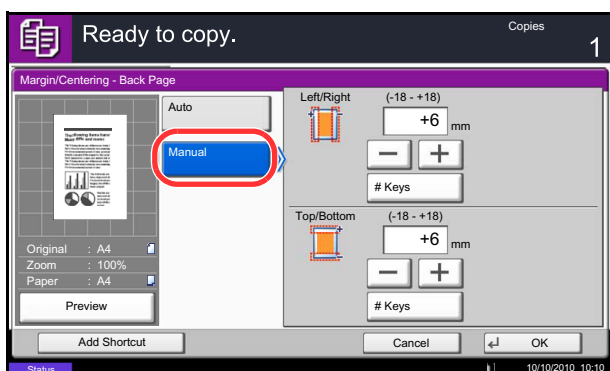 Ready to copy.
Copies
1
Margin/Centering - Back Page
Auto
Manual
Left/Right
(-18 - +18)
+6 mm
# Keys
Top/Bottom
(-18 - +18)
+6 mm
# Keys
Original : A4
Zoom : 100%
Paper : A4
Preview
Add Shortcut
Cancel
OK
Status
10/10/2010 10:10